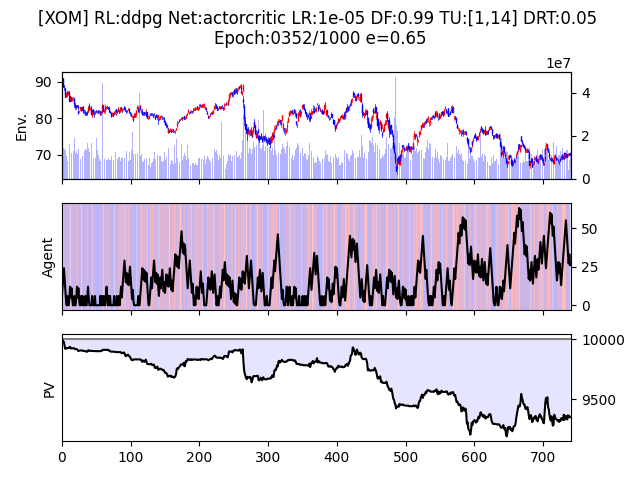 [XOM] RL:ddpg Net:actorcritic LR:1e-05 DF:0.99 TU:[1,14] DRT:0.05
Epoch:0352/1000 e=0.65
1e7
90
80
70
Env.
4
2
0
Agent
50
25
0
PV
10000
9500
0 100 200 300 400 500 600 700